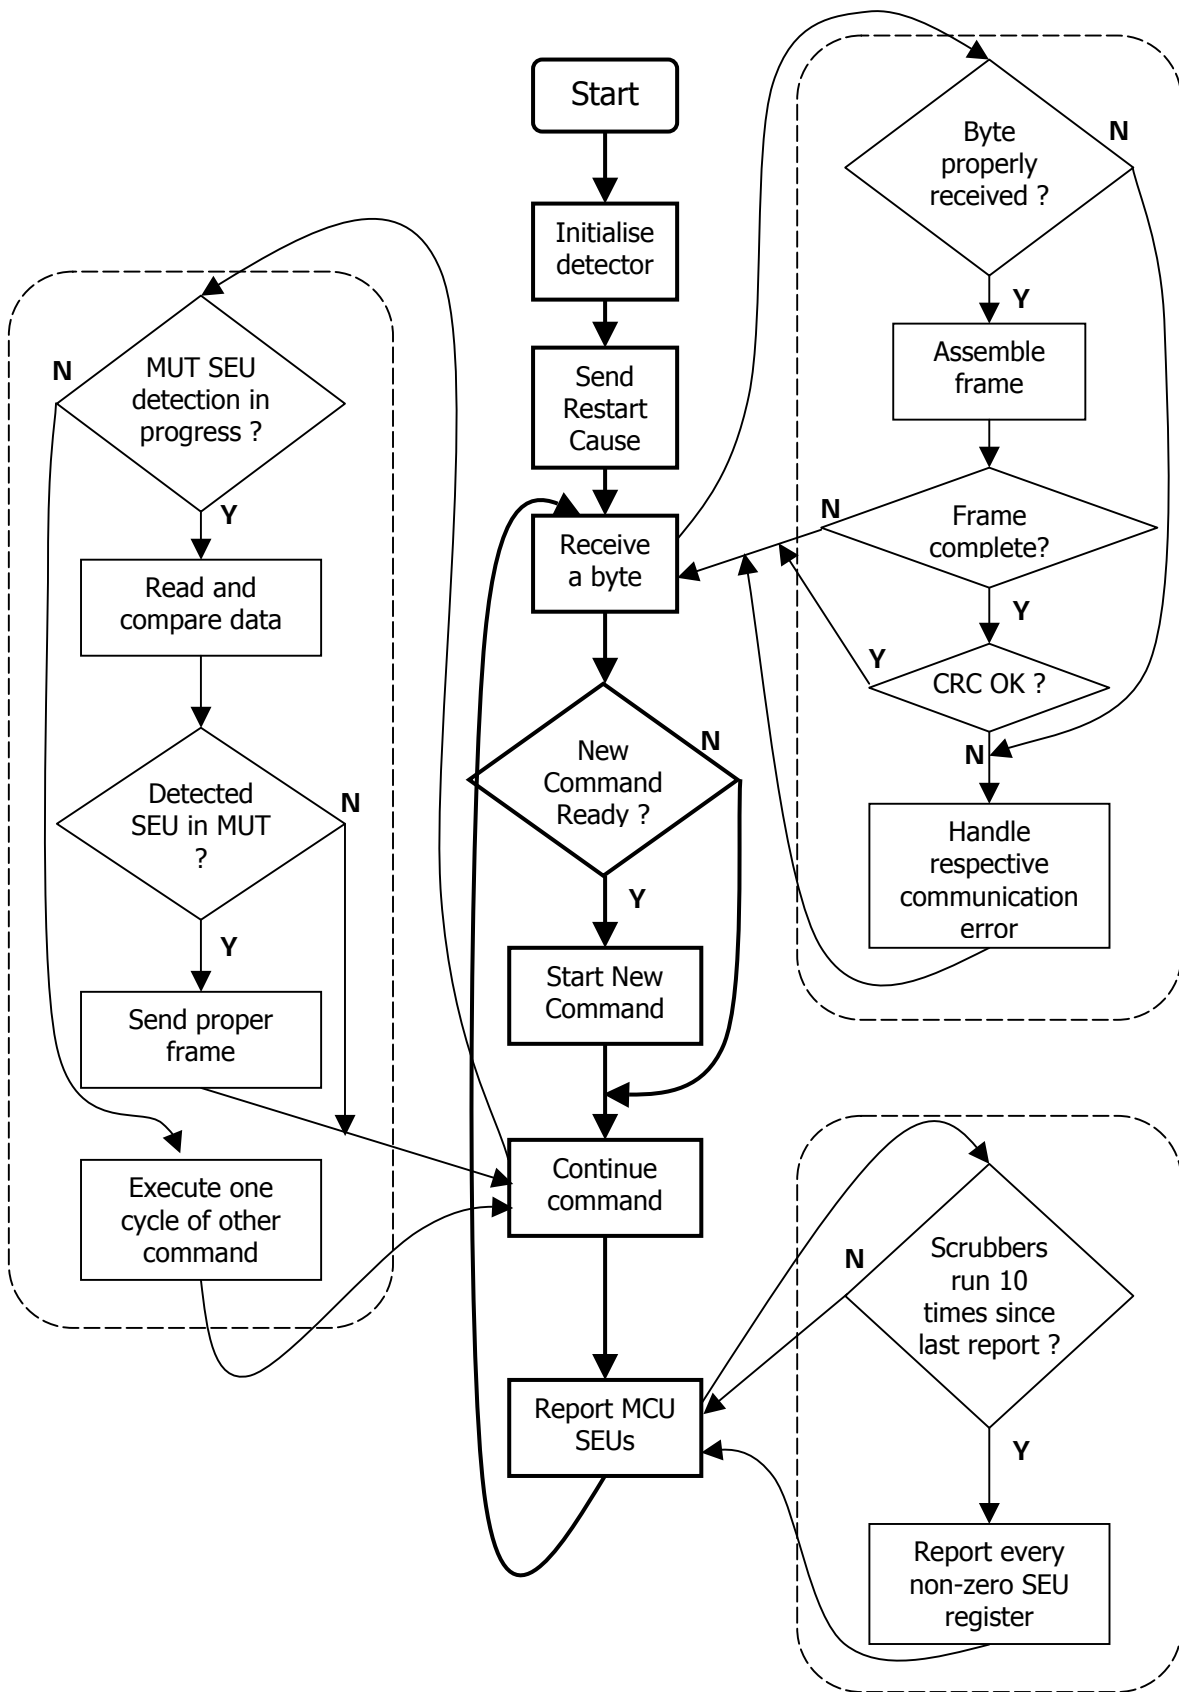 Start
Initialise
detector
Send
Restart
Cause
Receive
a byte
New
Command
Ready ?
N
Y
Start New
Command
Continue
command
Report MCU
SEUs
MUT SEU
detection in
progress ?
N
Y
Read and
compare data
Detected
SEU in MUT
?
N
Y
Send proper
frame
Execute one
cycle of other
command
Byte
properly
received ?
N
Y
Assemble
frame
Frame
complete?
N
Y
CRC OK ?
Y
N
Handle
respective
communication
error
Scrubbers
run 10
times since
last report ?
N
Y
Report every
non-zero SEU
register